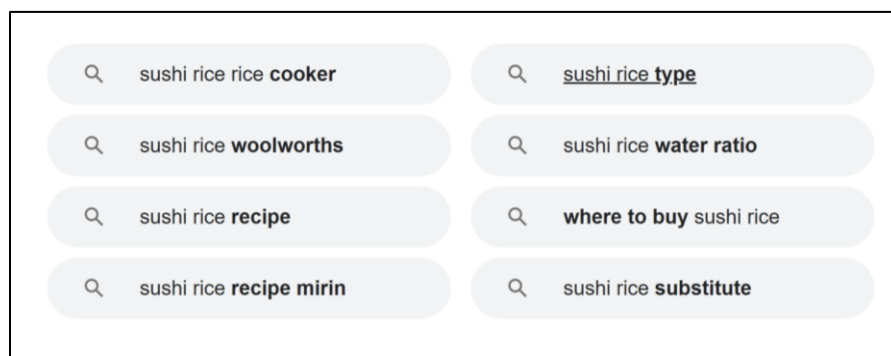 sushi rice rice cooker
sushi rice type
sushi rice woolworths
sushi rice water ratio
sushi rice recipe
where to buy sushi rice
sushi rice recipe mirin
sushi rice substitute